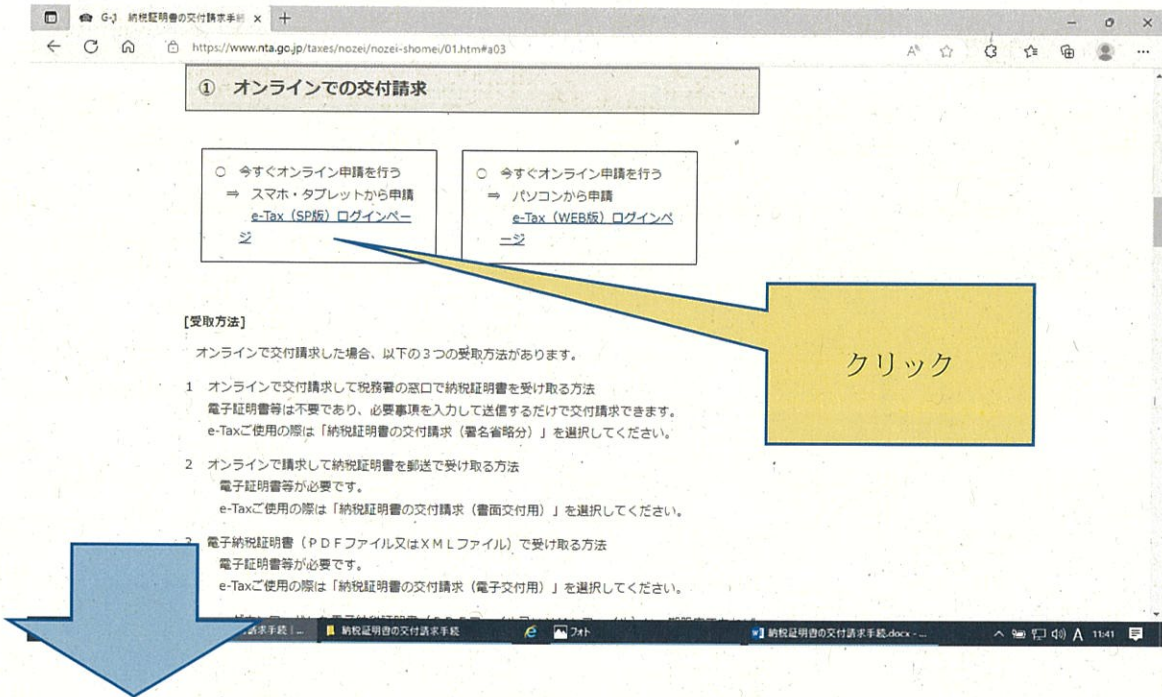 G-1 納税証明書の交付請求手続
https://www.nta.go.jp/taxes/nozei/nozei-shomei/01.htm#a03
① オンラインでの交付請求
○ 今すぐオンライン申請を行う
⇒ スマホ・タブレットから申請
e-Tax（SP版）ログインペー
ジ
○ 今すぐオンライン申請を行う
⇒ パソコンから申請
e-Tax（WEB版）ログインペ
ージ
クリック
[受取方法]
オンラインで交付請求した場合、以下の３つの受取方法があります。
1 オンラインで交付請求して税務署の窓口で納税証明書を受け取る方法
電子証明書等は不要であり、必要事項を入力して送信するだけで交付請求できます。
e-Taxご使用の際は「納税証明書の交付請求（署名省略分）」を選択してください。
2 オンラインで請求して納税証明書を郵送で受け取る方法
電子証明書等が必要です。
e-Taxご使用の際は「納税証明書の交付請求（書面交付用）」を選択してください。
3 電子納税証明書（ＰＤＦファイル又はＸＭＬファイル）で受け取る方法
電子証明書等が必要です。
e-Taxご使用の際は「納税証明書の交付請求（電子交付用）」を選択してください。
請求手続 | ...
納税証明書の交付請求手続
フォト
納税証明書の交付請求手続.docx - ...
A 11:41